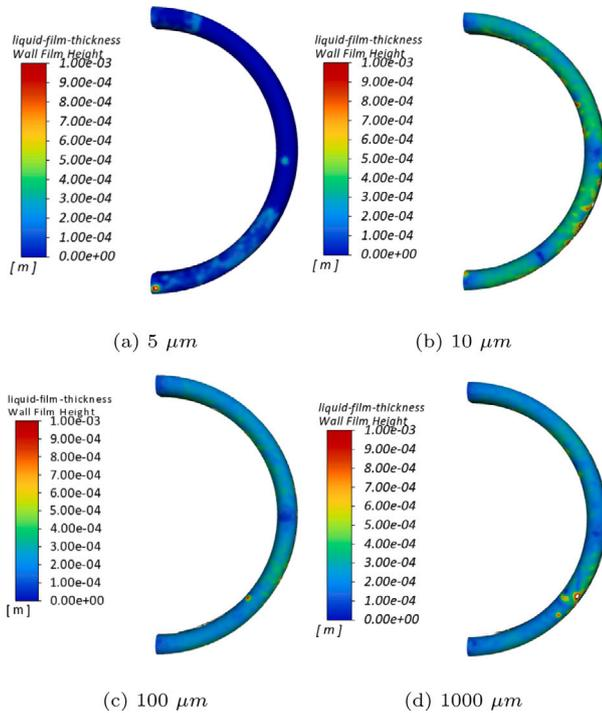 liquid-film-thickness
Wall Film Height
1.00e-03
9.00e-04
8.00e-04
7.00e-04
6.00e-04
5.00e-04
4.00e-04
3.00e-04
2.00e-04
1.00e-04
0.00e+00
[ m ]
(a) 5 μm
liquid-film-thickness
Wall Film Height
1.00e-03
9.00e-04
8.00e-04
7.00e-04
6.00e-04
5.00e-04
4.00e-04
3.00e-04
2.00e-04
1.00e-04
0.00e+00
[ m ]
(b) 10 μm
liquid-film-thickness
Wall Film Height
1.00e-03
9.00e-04
8.00e-04
7.00e-04
6.00e-04
5.00e-04
4.00e-04
3.00e-04
2.00e-04
1.00e-04
0.00e+00
[ m ]
(c) 100 μm
liquid-film-thickness
Wall Film Height
1.00e-03
9.00e-04
8.00e-04
7.00e-04
6.00e-04
5.00e-04
4.00e-04
3.00e-04
2.00e-04
1.00e-04
0.00e+00
[ m ]
(d) 1000 μm